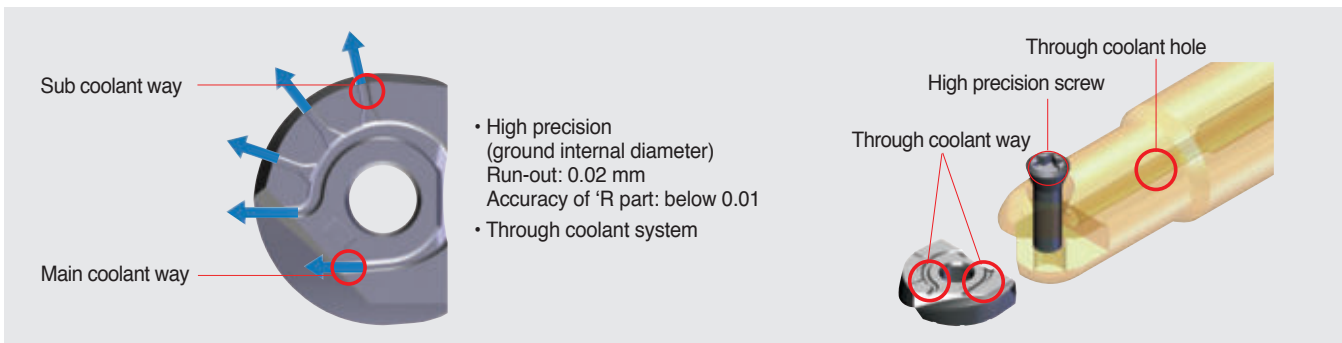 Sub coolant way
Main coolant way
• High precision
(ground internal diameter)
Run-out: 0.02 mm
Accuracy of ‘R part: below 0.01
• Through coolant system
Through coolant hole
High precision screw
Through coolant way